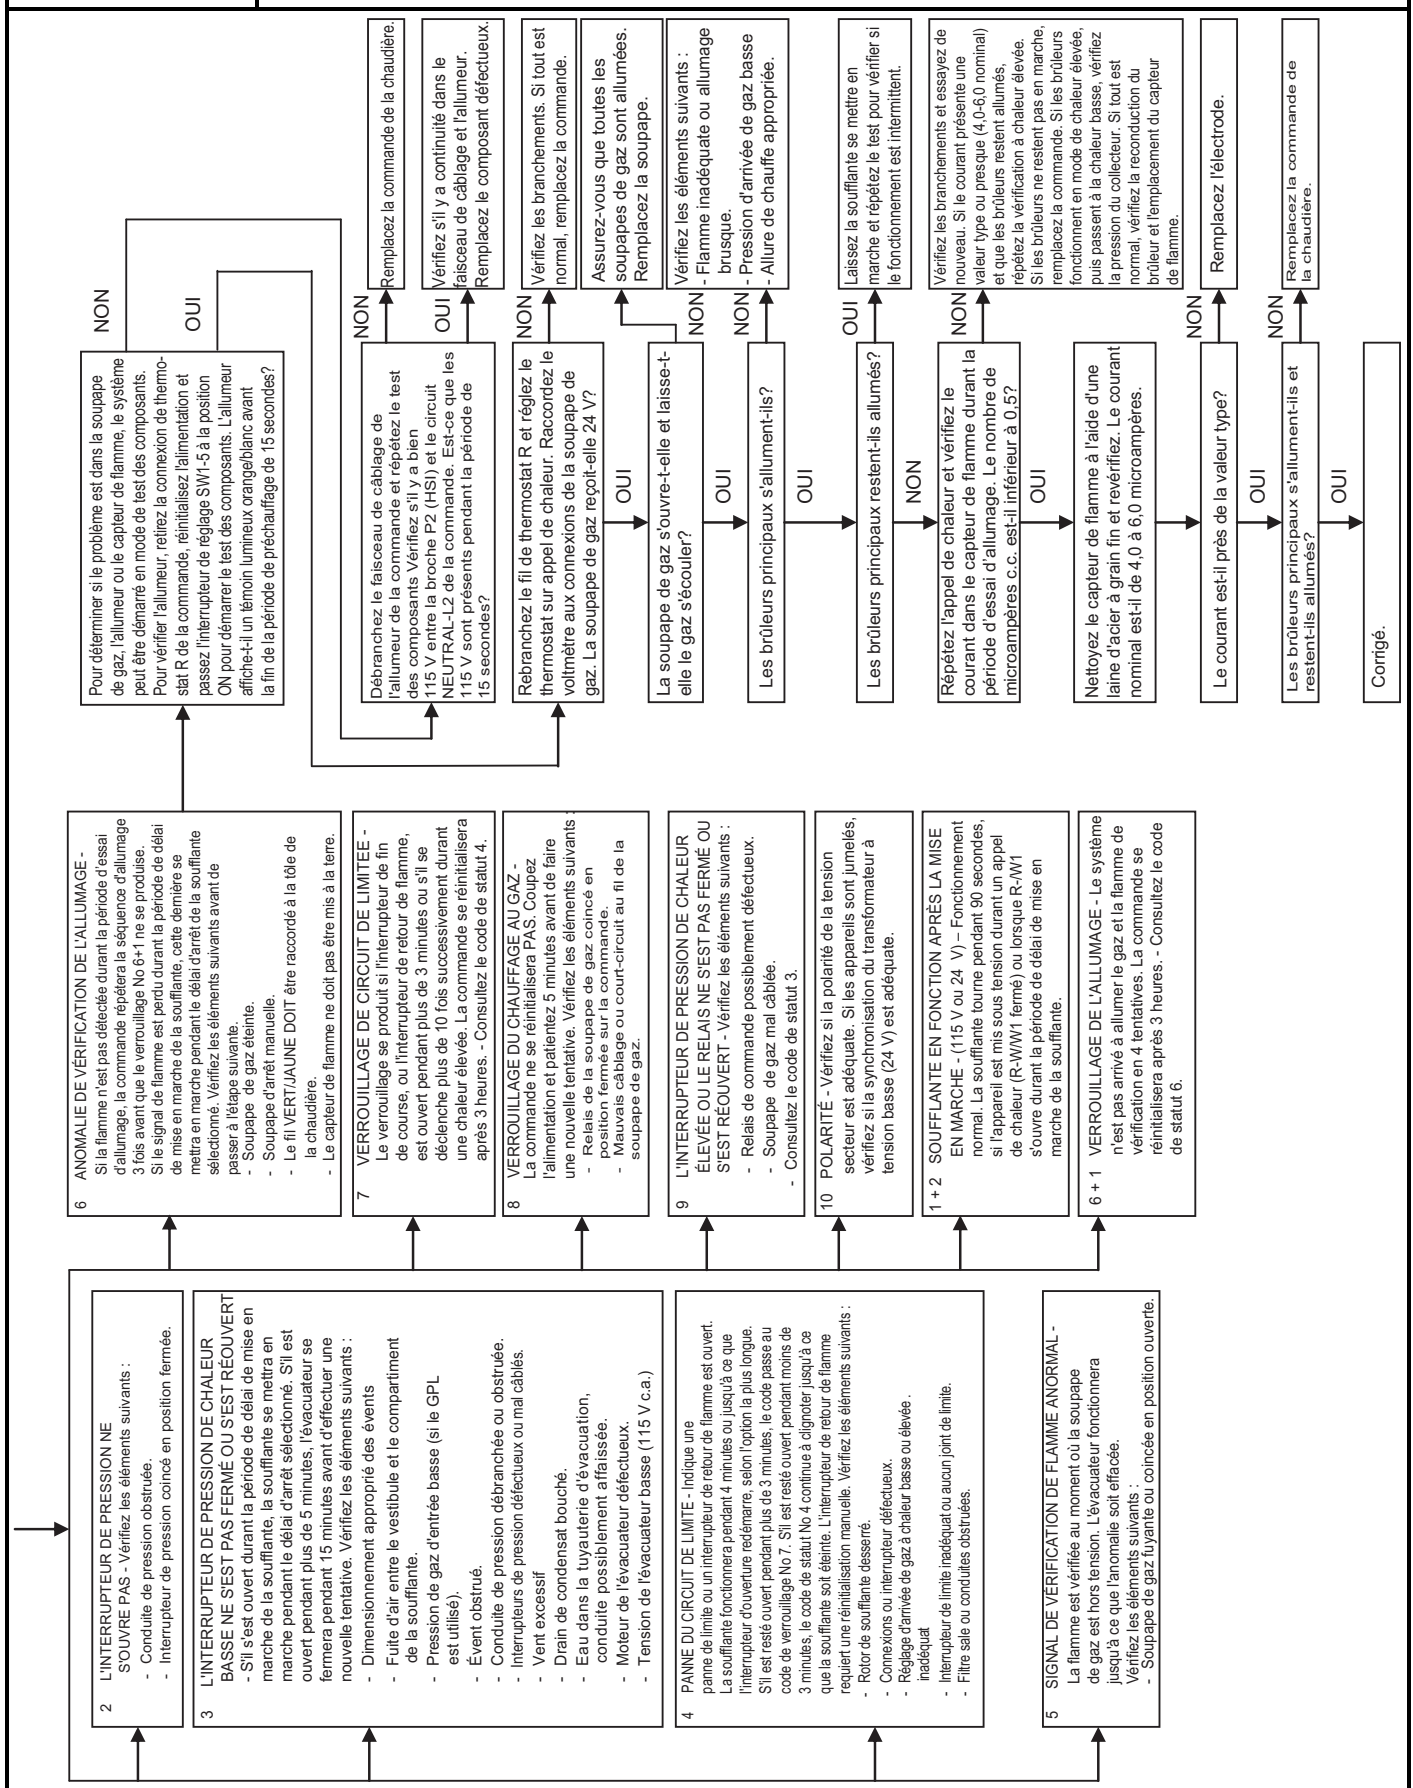 2 L'INTERRUPTEUR DE PRESSION NE
S'OUVRE PAS - Vérifiez les éléments suivants :
- Conduite de pression obstruée.
- Interrupteur de pression coincé en position fermée.
3 L'INTERRUPTEUR DE PRESSION DE CHALEUR
BASSE NE S'EST PAS FERMÉ OU S'EST RÉOUVERT
- S'il s'est ouvert durant la période de délai de mise en
marche de la soufflante, la soufflante se mettra en
marche pendant le délai d'arrêt sélectionné. S'il est
ouvert pendant plus de 5 minutes, l'évacuateur se
fermera pendant 15 minutes avant d'effectuer une
nouvelle tentative. Vérifiez les éléments suivants :
- Dimensionnement approprié des évents
- Fuite d'air entre le vestibule et le compartiment
de la soufflante.
- Pression de gaz d'entrée basse (si le GPL
est utilisé).
- Évent obstrué.
- Conduite de pression débranchée ou obstruée.
- Interrupteurs de pression défectueux ou mal câblés.
- Vent excessif
- Drain de condensat bouché.
- Eau dans la tuyauterie d'évacuation,
conduite possiblement affaissée.
- Moteur de l'évacuateur défectueux.
- Tension de l'évacuateur basse (115 V c.a.)
4 PANNE DU CIRCUIT DE LIMITE - Indique une
panne de limite ou un interrupteur de retour de flamme est ouvert.
La soufflante fonctionnera pendant 4 minutes ou jusqu'à ce que
l'interrupteur d'ouverture redémarre, selon l'option la plus longue.
S'il est resté ouvert pendant plus de 3 minutes, le code passe au
code de verrouillage No 7. S'il est resté ouvert pendant moins de
3 minutes, le code de statut No 4 continue à clignoter jusqu'à ce
que la soufflante soit éteinte. L'interrupteur de retour de flamme
requiert une réinitialisation manuelle. Vérifiez les éléments suivants :
- Rotor de soufflante desserré.
- Connexions ou interrupteur défectueux.
- Réglage d'arrivée de gaz à chaleur basse ou élevée .
inadéquat
- Interrupteur de limite inadéquat ou aucun joint de limite.
- Filtre sale ou conduites obstruées.
5 SIGNAL DE VÉRIFICATION DE FLAMME ANORMAL -
La flamme est vérifiée au moment où la soupape
de gaz est hors tension. L'évacuateur fonctionnera
jusqu'à ce que l'anomalie soit effacée.
Vérifiez les éléments suivants :
- Soupape de gaz fuyante ou coincée en position ouverte.
6 ANOMALIE DE VÉRIFICATION DE L'ALLUMAGE -
Si la flamme n'est pas détectée durant la période d'essai
d'allumage, la commande répétera la séquence d'allumage
3 fois avant que le verrouillage No 6+1 ne se produise.
Si le signal de flamme est perdu durant la période de délai
de mise en marche de la soufflante, cette dernière se
mettra en marche pendant le délai d'arrêt de la soufflante
sélectionné. Vérifiez les éléments suivants avant de
passer à l'étape suivante.
- Soupape de gaz éteinte.
- Soupape d'arrêt manuelle.
- Le fil VERT/JAUNE DOIT être raccordé à la tôle de
la chaudière.
- Le capteur de flamme ne doit pas être mis à la terre.
7 VERROUILLAGE DE CIRCUIT DE LIMITEE -
Le verrouillage se produit si l'interrupteur de fin
de course, ou l'interrupteur de retour de flamme,
est ouvert pendant plus de 3 minutes ou s'il se
déclenche plus de 10 fois successivement durant
une chaleur élevée. La commande se réinitialisera
après 3 heures. - Consultez le code de statut 4.
8 VERROUILLAGE DU CHAUFFAGE AU GAZ -
La commande ne se réinitialisera PAS. Coupez
l'alimentation et patientez 5 minutes avant de faire
une nouvelle tentative. Vérifiez les éléments suivants :
- Relais de la soupape de gaz coincé en
position fermée sur la commande.
- Mauvais câblage ou court-circuit au fil de la
soupape de gaz.
9 L'INTERRUPTEUR DE PRESSION DE CHALEUR
ÉLEVÉE OU LE RELAIS NE S'EST PAS FERMÉ OU
S'EST RÉOUVERT - Vérifiez les éléments suivants :
- Relais de commande possiblement défectueux.
- Soupape de gaz mal câblée.
- Consultez le code de statut 3.
10 POLARITÉ - Vérifiez si la polarité de la tension
secteur est adéquate. Si les appareils sont jumelés,
vérifiez si la synchronisation du transformateur à
tension basse (24 V) est adéquate.
1 + 2 SOUFFLANTE EN FONCTION APRÈS LA MISE
EN MARCHE - (115 V ou 24 V) – Fonctionnement
normal. La soufflante tourne pendant 90 secondes,
si l'appareil est mis sous tension durant un appel
de chaleur (R-W/W1 fermé) ou lorsque R-/W1
s'ouvre durant la période de délai de mise en
marche de la soufflante.
6 + 1 VERROUILLAGE DE L'ALLUMAGE - Le système
n'est pas arrivé à allumer le gaz et la flamme de
vérification en 4 tentatives. La commande se
réinitialisera après 3 heures. - Consultez le code
de statut 6.
Pour déterminer si le problème est dans la soupape
de gaz, l'allumeur ou le capteur de flamme, le système
peut être démarré en mode de test des composants.
Pour vérifier l'allumeur, retirez la connexion de thermo-
stat R de la commande, réinitialisez l'alimentation et
passez l'interrupteur de réglage SW1-5 à la position
ON pour démarrer le test des composants. L'allumeur
affiche-t-il un témoin lumineux orange/blanc avant
la fin de la période de préchauffage de 15 secondes?
NON
OUI
Débranchez le faisceau de câblage de
l'allumeur de la commande et répétez le test
des composants Vérifiez s'il y a bien
115 V entre la broche P2 (HSI) et le circuit
NEUTRAL-L2 de la commande. Est-ce que les
115 V sont présents pendant la période de
15 secondes?
NON
Remplacez la commande de la chaudière.
OUI
Vérifiez s'il y a continuité dans le
faisceau de câblage et l'allumeur.
Remplacez le composant défectueux.
Rebranchez le fil de thermostat R et réglez le
thermostat sur appel de chaleur. Raccordez le
voltmètre aux connexions de la soupape de
gaz. La soupape de gaz reçoit-elle 24 V?
NON
Vérifiez les branchements. Si tout est
normal, remplacez la commande.
OUI
La soupape de gaz s'ouvre-t-elle et laisse-t-
elle le gaz s'écouler?
NON
Assurez-vous que toutes les
soupapes de gaz sont allumées.
Remplacez la soupape.
OUI
Les brûleurs principaux s'allument-ils?
NON
Vérifiez les éléments suivants :
- Flamme inadéquate ou allumage
brusque.
- Pression d'arrivée de gaz basse
- Allure de chauffe appropriée.
OUI
Les brûleurs principaux restent-ils allumés?
OUI
Laissez la soufflante se mettre en
marche et répétez le test pour vérifier si
le fonctionnement est intermittent.
NON
Répétez l'appel de chaleur et vérifiez le
courant dans le capteur de flamme durant la
période d'essai d'allumage. Le nombre de
microampères c.c. est-il inférieur à 0,5?
NON
Vérifiez les branchements et essayez de
nouveau. Si le courant présente une
valeur type ou presque (4,0-6,0 nominal)
et que les brûleurs restent allumés,
répétez la vérification à chaleur élevée.
Si les brûleurs ne restent pas en marche,
remplacez la commande. Si les brûleurs
fonctionnent en mode de chaleur élevée,
puis passent à la chaleur basse, vérifiez
la pression du collecteur. Si tout est
normal, vérifiez la reconduction du
brûleur et l'emplacement du capteur
de flamme.
OUI
Nettoyez le capteur de flamme à l'aide d'une
laine d'acier à grain fin et revérifiez. Le courant
nominal est-il de 4,0 à 6,0 microampères.
Le courant est-il près de la valeur type?
NON
Remplacez l'électrode.
OUI
Les brûleurs principaux s'allument-ils et
restent-ils allumés?
NON
Remplacez la commande de
la chaudière.
OUI
Corrigé.